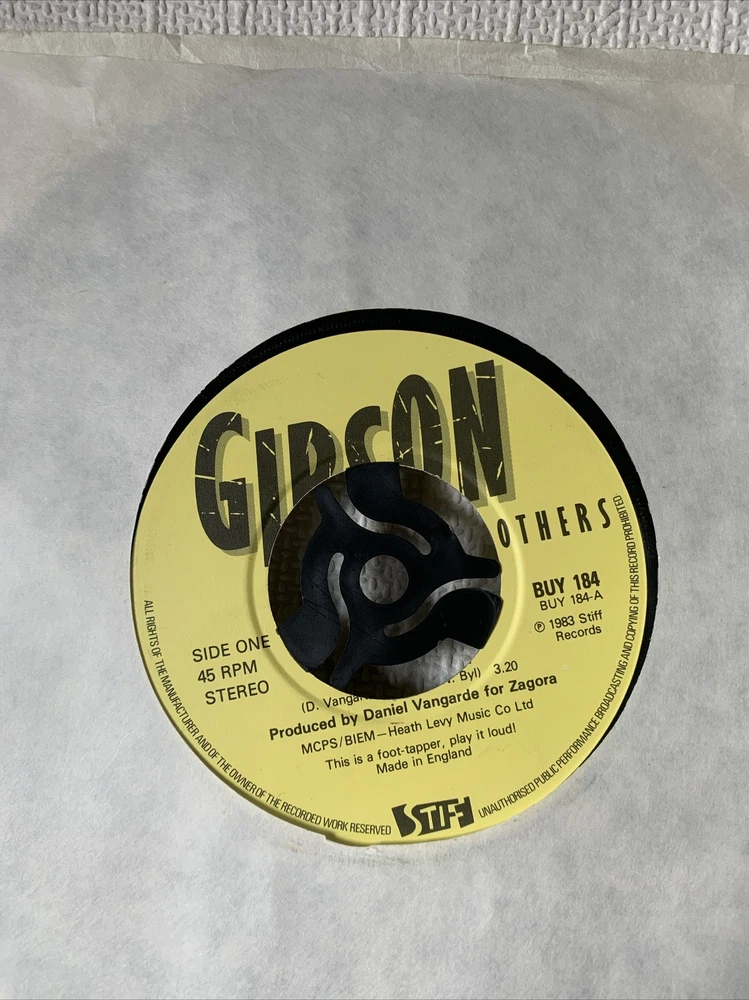 GIBSON
OTHERS
BUY 184
BUY 184-A
℗ 1983 Stiff
Records
SIDE ONE
45 RPM
STEREO
Byl) 3.20
(D.
Produced by Daniel Vangarde for Zagora
MCPS/BIEM—Heath Levy Music Co Ltd
This is a foot-tapper, play it loud!
Made in England
STIFF
ALL RIGHTS OF THE MANUFACTURER AND OF THE OWNER OF THE RECORDED WORK RESERVED
UNAUTHORISED PUBLIC PERFORMANCE BROADCASTING AND COPYING OF THIS RECORD PROHIBITED